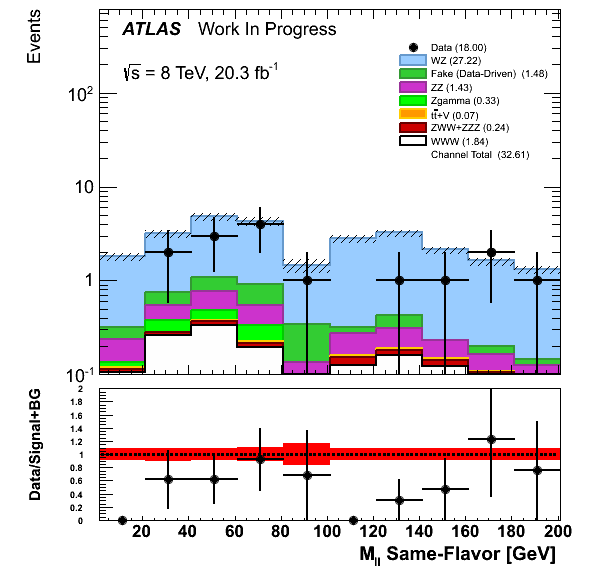 Events
ATLAS Work In Progress
√s = 8 TeV, 20.3 fb⁻¹
Data (18.00)
WZ (27.22)
Fake (Data-Driven) (1.48)
ZZ (1.43)
Zgamma (0.33)
tt̄+V (0.07)
ZWW+ZZZ (0.24)
WWW (1.84)
Channel Total (32.61)
10²
10
1
10⁻¹
Data/Signal+BG
2
1.8
1.6
1.4
1.2
1
0.8
0.6
0.4
0.2
0
20 40 60 80 100 120 140 160 180 200
M_ll Same-Flavor [GeV]